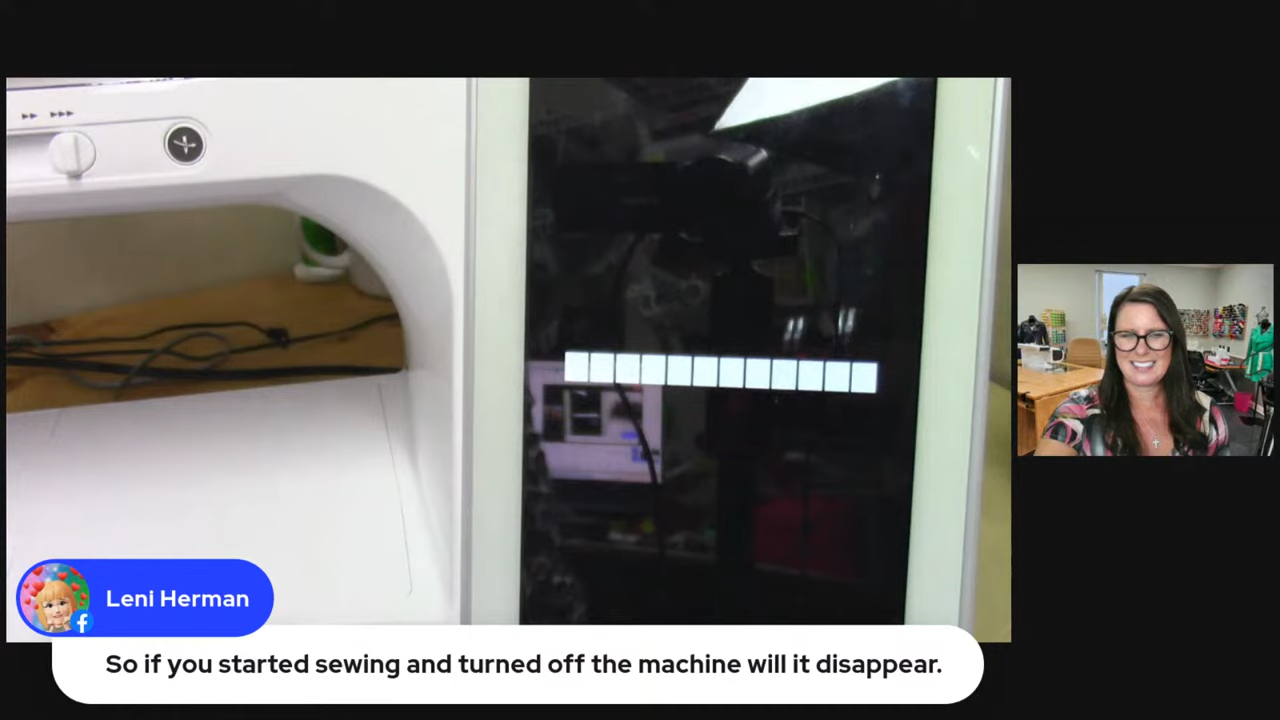 Leni Herman
So if you started sewing and turned off the machine will it disappear.